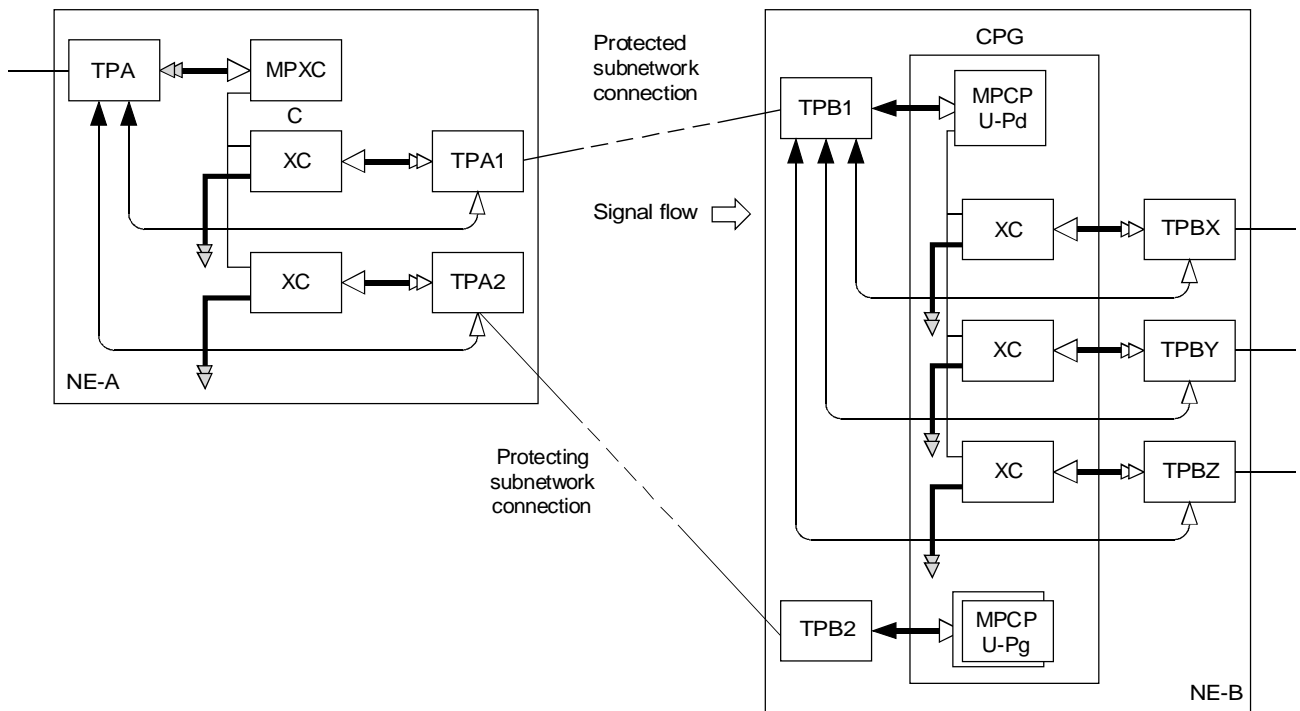 TPA
MPXC
C
XC
TPA1
XC
TPA2
NE-A
Protected
subnetwork
connection
Signal flow
Protecting
subnetwork
connection
CPG
TPB1
MPCP
U-Pd
XC
TPBX
XC
TPBY
XC
TPBZ
TPB2
MPCP
U-Pg
NE-B